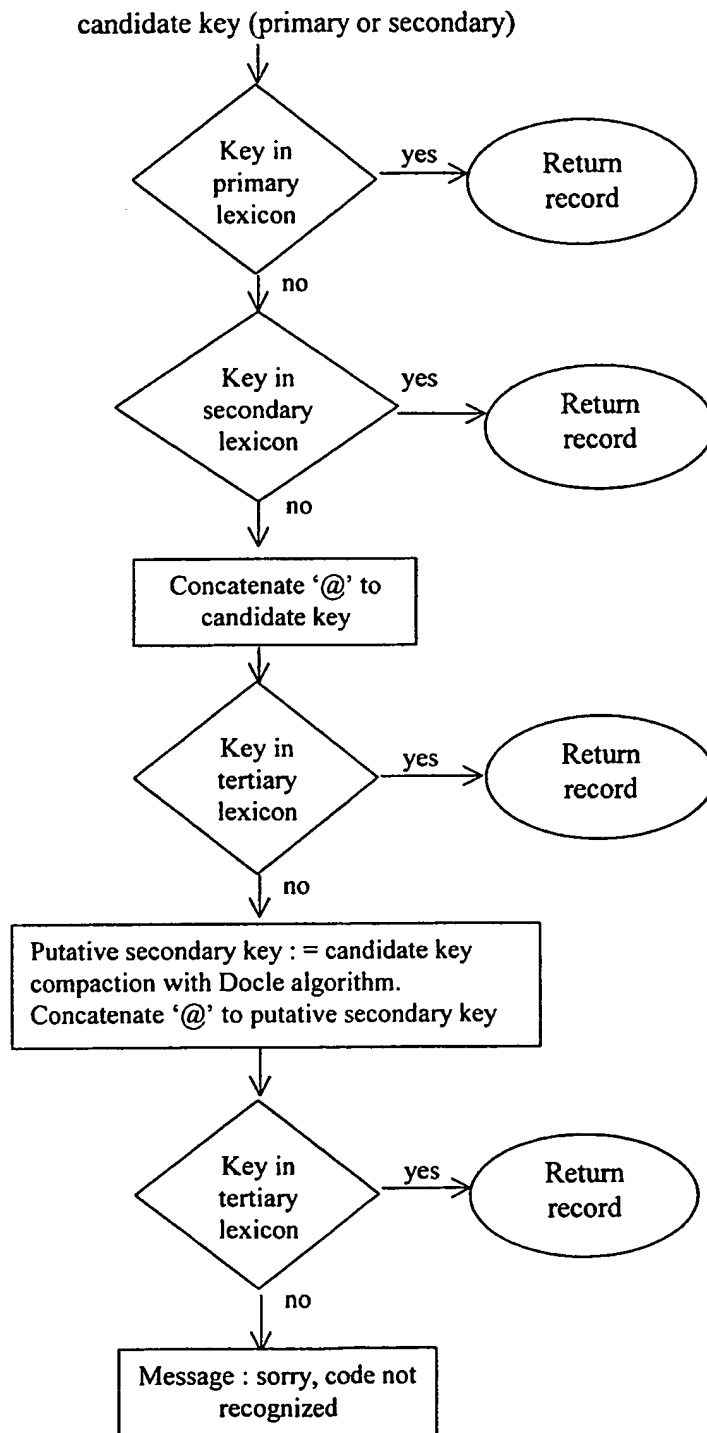 candidate key (primary or secondary)
Key in
primary
lexicon
yes
Return
record
no
Key in
secondary
lexicon
yes
Return
record
no
Concatenate ‘@’ to
candidate key
Key in
tertiary
lexicon
yes
Return
record
no
Putative secondary key : = candidate key
compaction with Docle algorithm.
Concatenate ‘@’ to putative secondary key
Key in
tertiary
lexicon
yes
Return
record
no
Message : sorry, code not
recognized